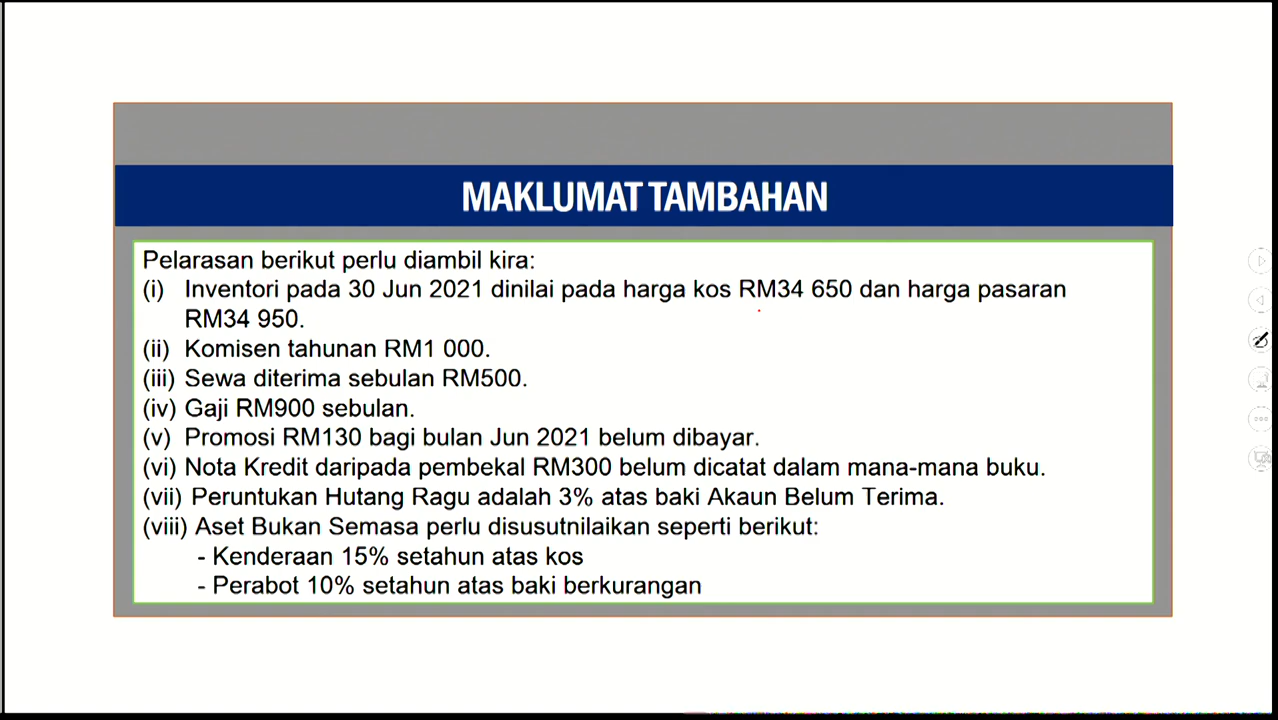 MAKLUMAT TAMBAHAN
Pelarasan berikut perlu diambil kira:
(i) Inventori pada 30 Jun 2021 dinilai pada harga kos RM34 650 dan harga pasaran
RM34 950.
(ii) Komisen tahunan RM1 000.
(iii) Sewa diterima sebulan RM500.
(iv) Gaji RM900 sebulan.
(v) Promosi RM130 bagi bulan Jun 2021 belum dibayar.
(vi) Nota Kredit daripada pembekal RM300 belum dicatat dalam mana-mana buku.
(vii) Peruntukan Hutang Ragu adalah 3% atas baki Akaun Belum Terima.
(viii) Aset Bukan Semasa perlu disusutnilaikan seperti berikut:
- Kenderaan 15% setahun atas kos
- Perabot 10% setahun atas baki berkurangan